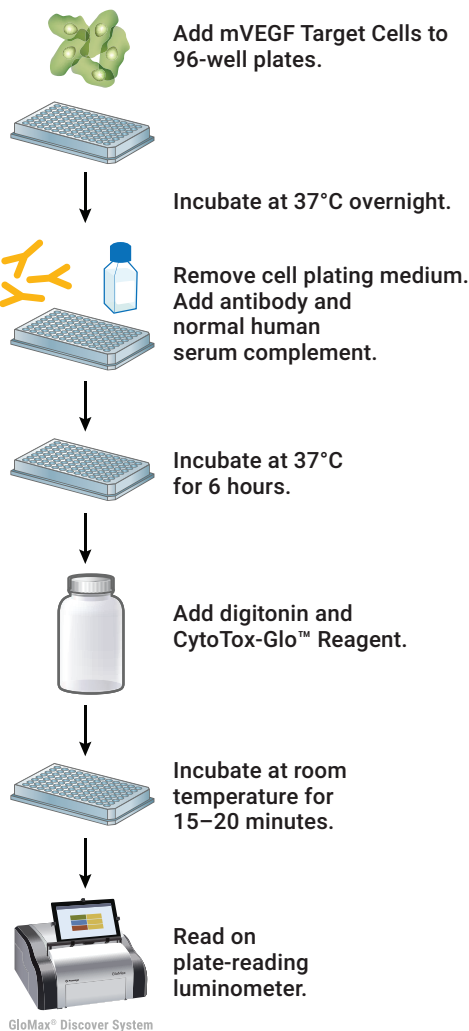 Add mVEGF Target Cells to
96-well plates.
Incubate at 37°C overnight.
Remove cell plating medium.
Add antibody and
normal human
serum complement.
Incubate at 37°C
for 6 hours.
Add digitonin and
CytoTox-Glo™ Reagent.
Incubate at room
temperature for
15–20 minutes.
Read on
plate-reading
luminometer.
GloMax® Discover System